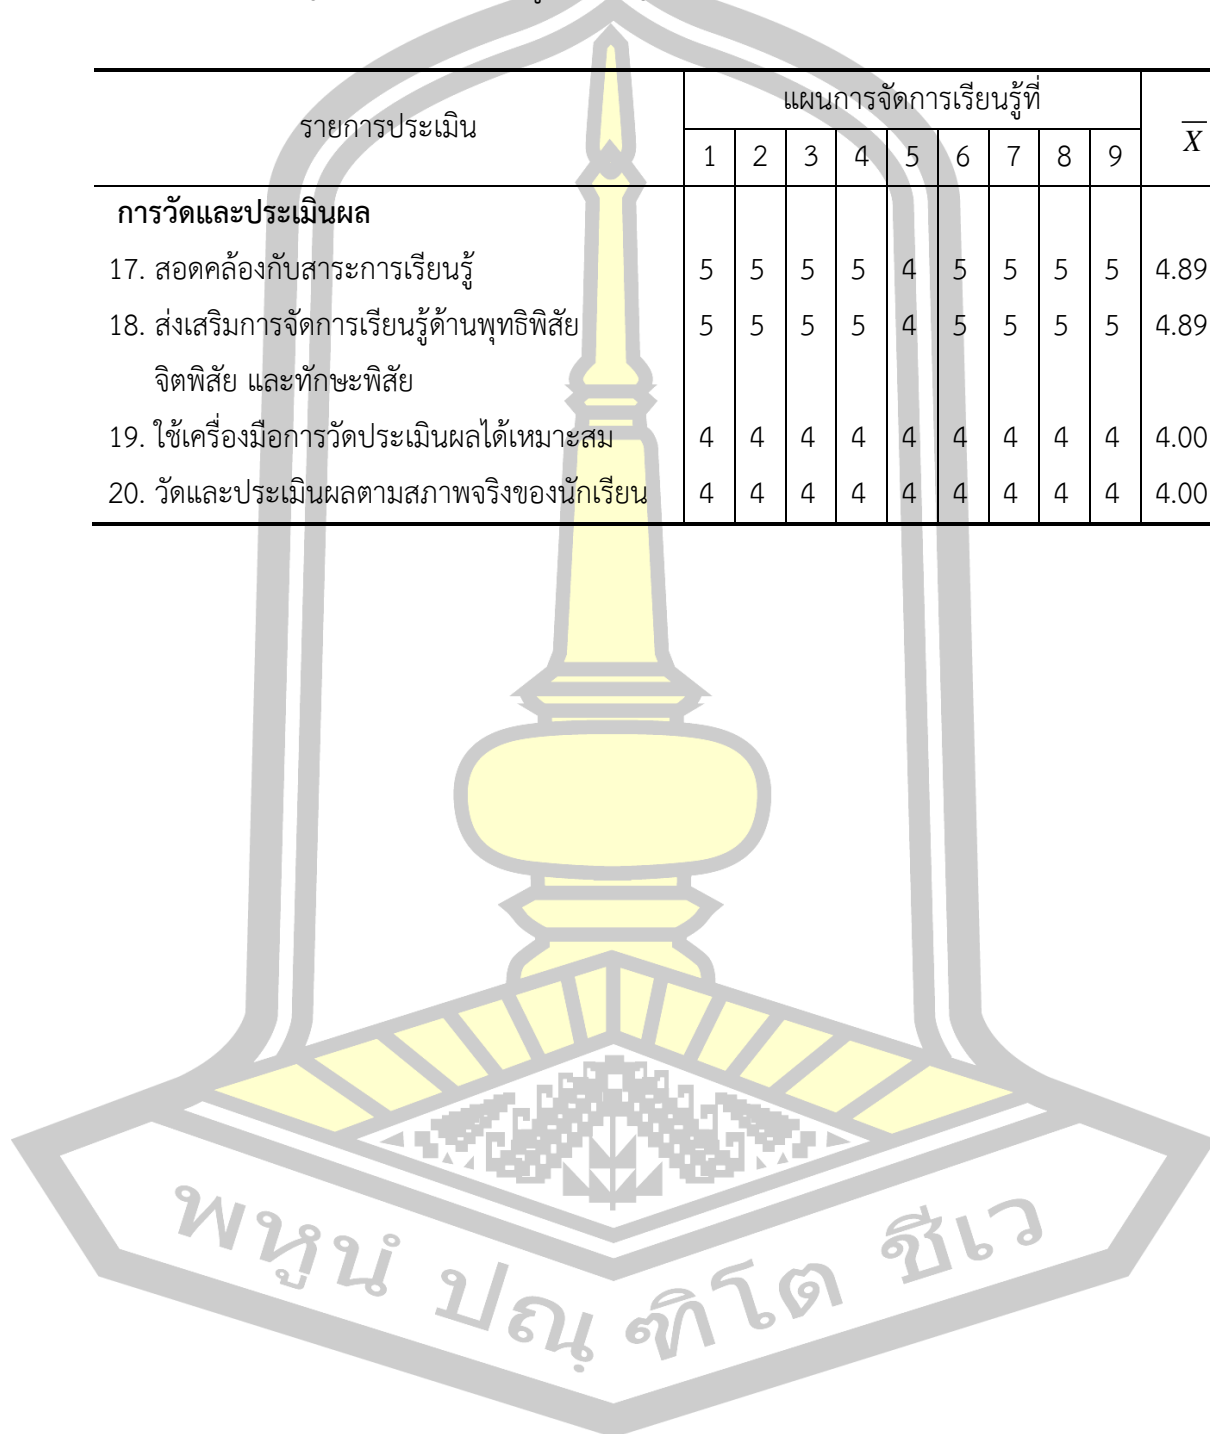 รายการประเมิน แผนการจัดการเรียนรู้ที่ X
1 2 3 4 5 6 7 8 9
การวัดและประเมินผล
17. สอดคล้องกับสาระการเรียนรู้ 5 5 5 5 4 5 5 5 5 4.89
18. ส่งเสริมการจัดการเรียนรู้ด้านพุทธิพิสัย 5 5 5 5 4 5 5 5 5 4.89
จิตพิสัย และทักษะพิสัย
19. ใช้เครื่องมือการวัดประเมินผลได้เหมาะสม 4 4 4 4 4 4 4 4 4 4.00
20. วัดและประเมินผลตามสภาพจริงของนักเรียน 4 4 4 4 4 4 4 4 4 4.00
พหูนํ ปณฺฑิโต ชีเว